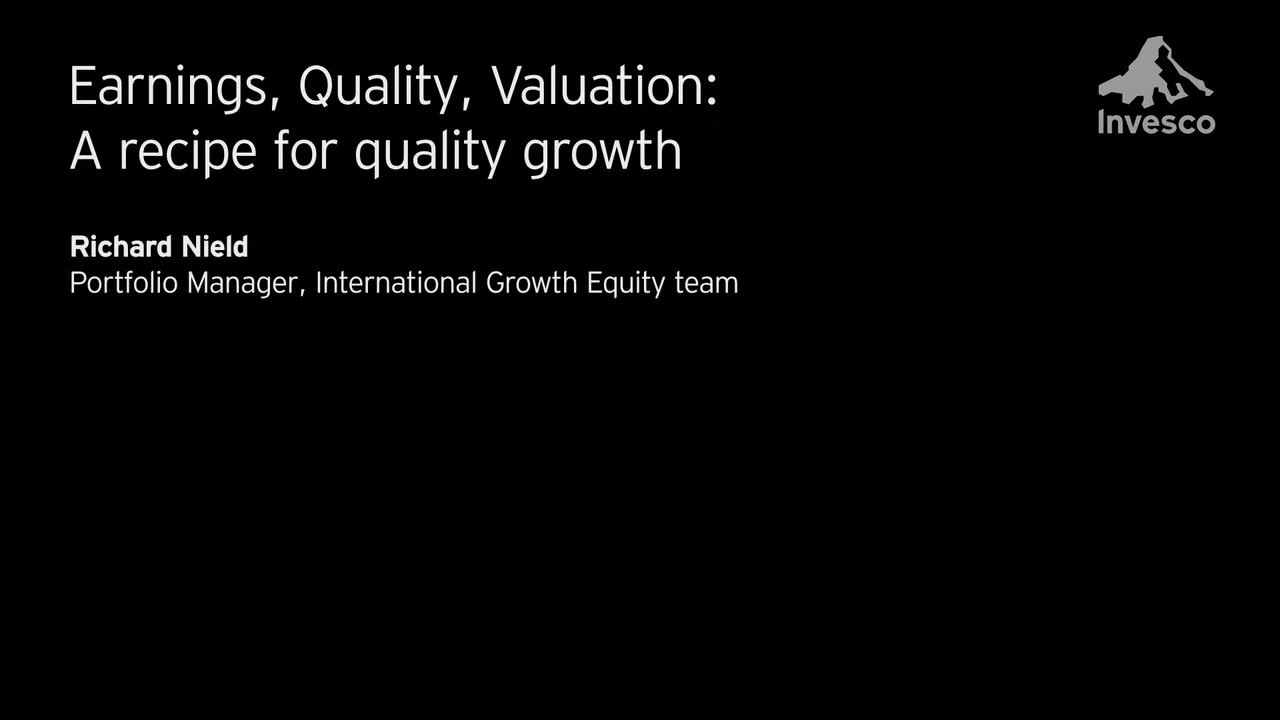 Earnings, Quality, Valuation:
A recipe for quality growth
Invesco
Richard Nield
Portfolio Manager, International Growth Equity team